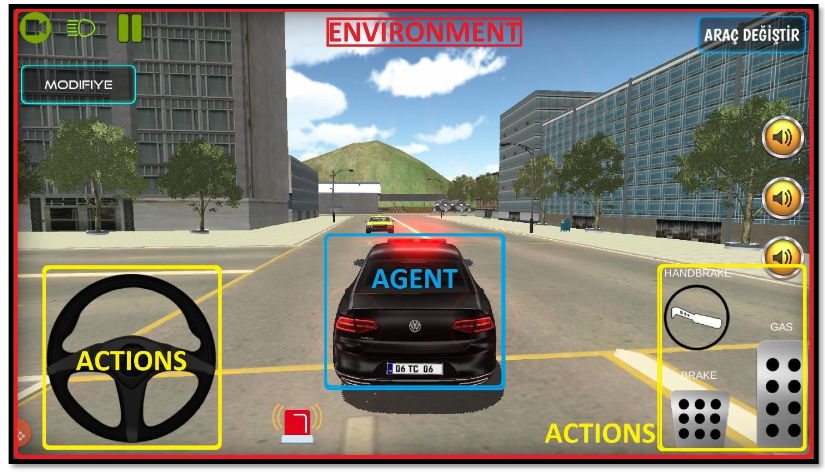 ENVIRONMENT
ARAÇ DEĞİŞTİR
MODIFIYE
AGENT
HANDBRAKE
GAS
ACTIONS
06 TC 06
BRAKE
ACTIONS